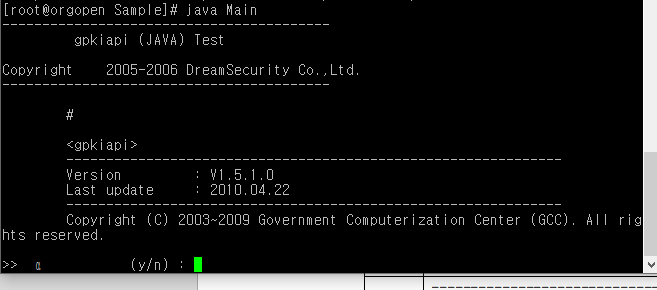 [root@orgopen Sample]# java Main
-----------------------------------------
gpkiapi (JAVA) Test
Copyright 2005-2006 DreamSecurity Co.,Ltd.
-----------------------------------------
#
<gpkiapi>
--------------------------------------------------------------
Version : V1.5.1.0
Last update : 2010.04.22
--------------------------------------------------------------
Copyright (C) 2003~2009 Government Computerization Center (GCC). All rig
hts reserved.
>> (y/n) :